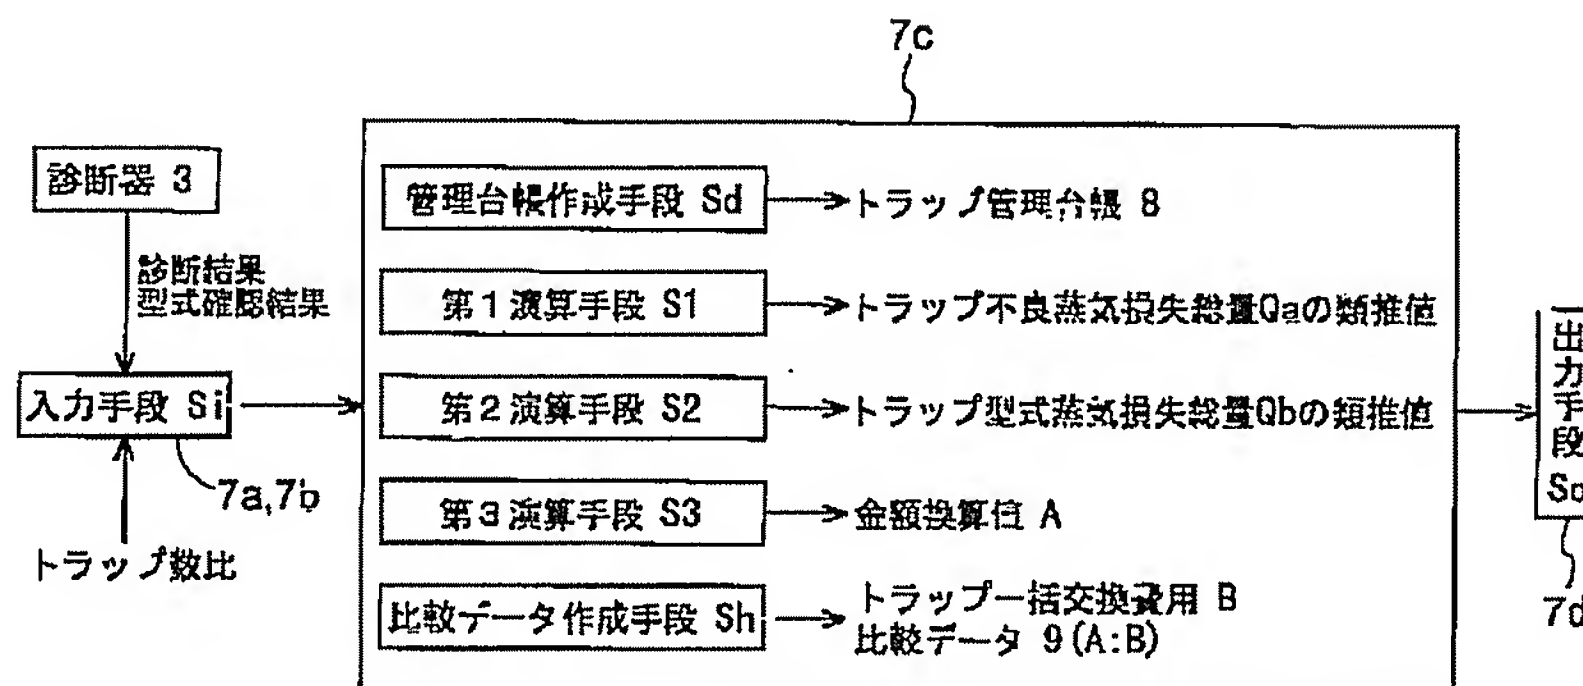 7c
診断器 3
診断結果
型式確認結果
入力手段 Si
7a,7b
トラップ数比
管理台帳作成手段 Sd
トラップ管理台帳 8
第1演算手段 S1
トラップ不良蒸気損失総量Qaの類推値
第2演算手段 S2
トラップ型式蒸気損失総量Qbの類推値
第3演算手段 S3
金額換算値 A
比較データ作成手段 Sh
トラップ一括交換費用 B
比較データ 9(A:B)
出力手段
7d